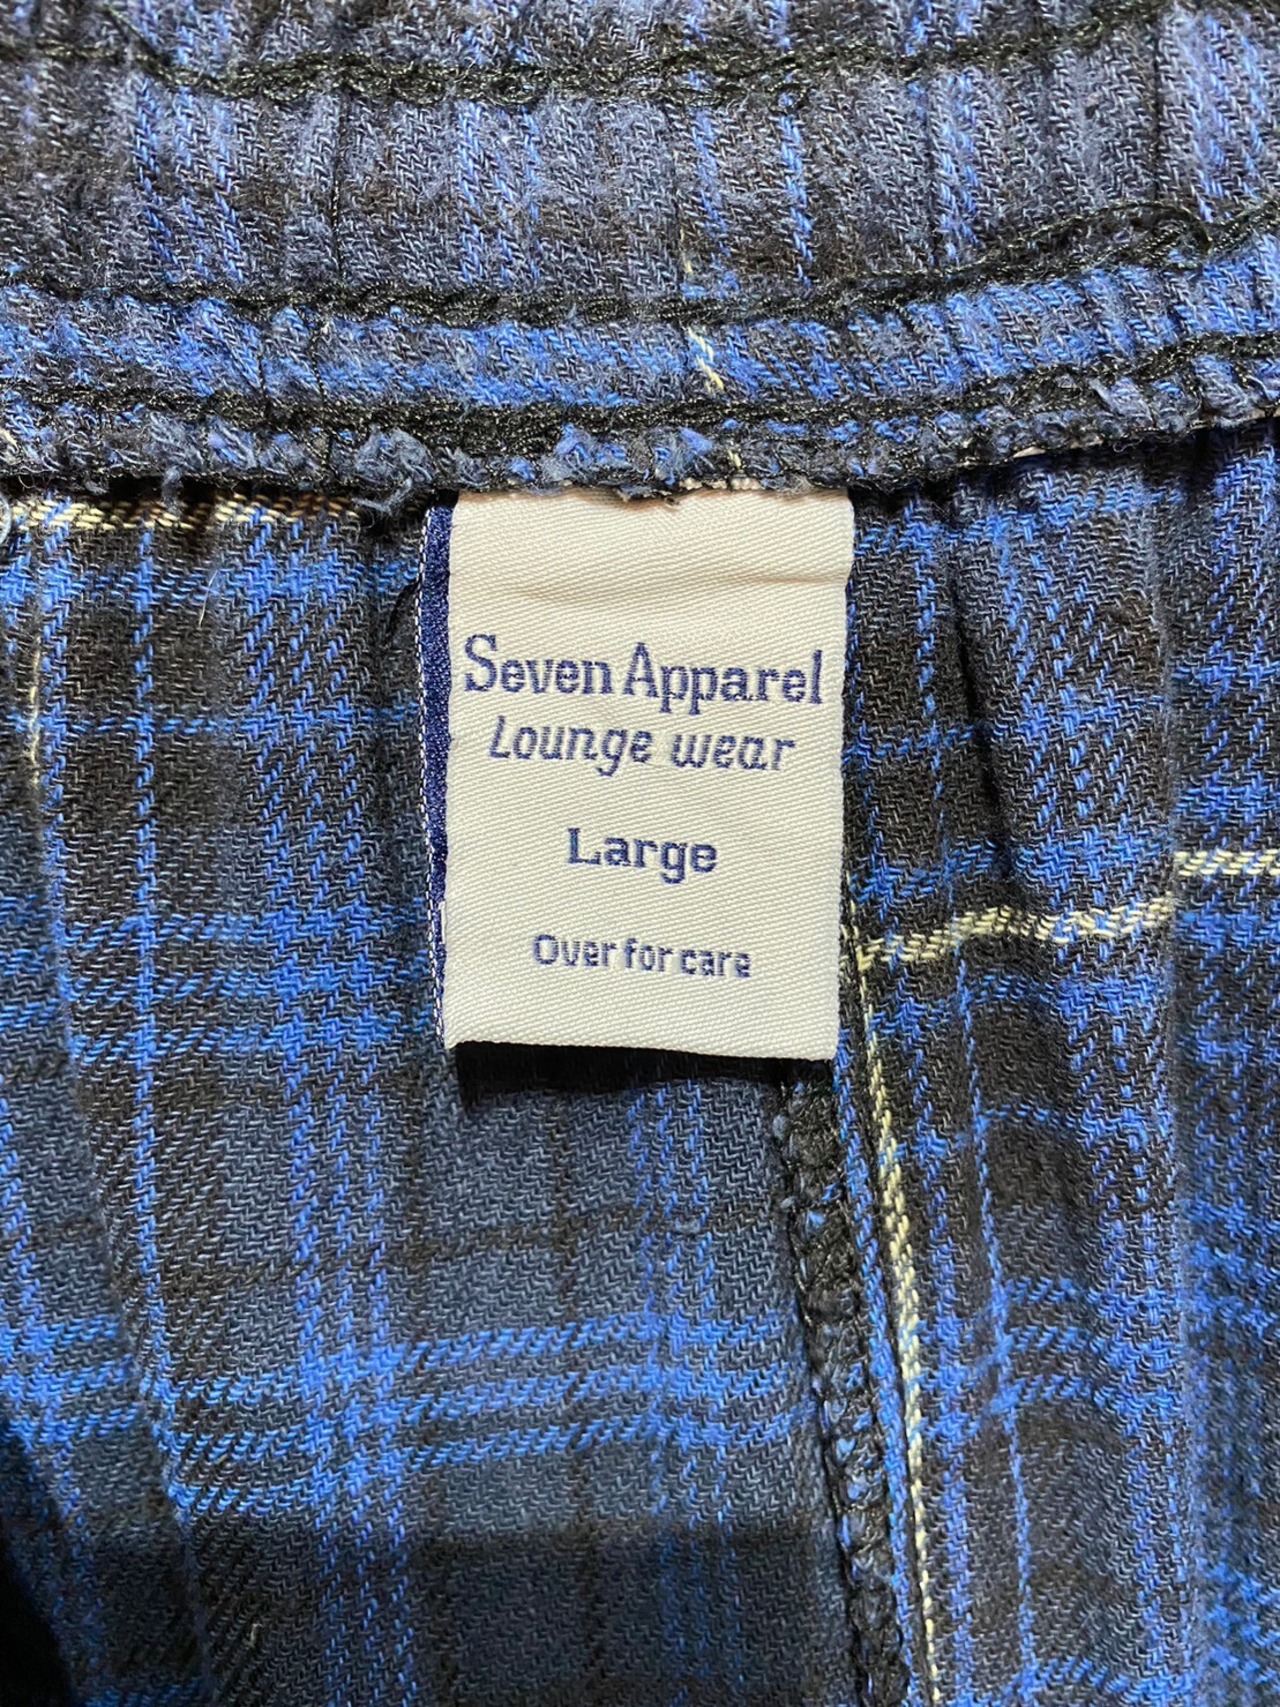 Seven Apparel
Lounge wear
Large
Over for care